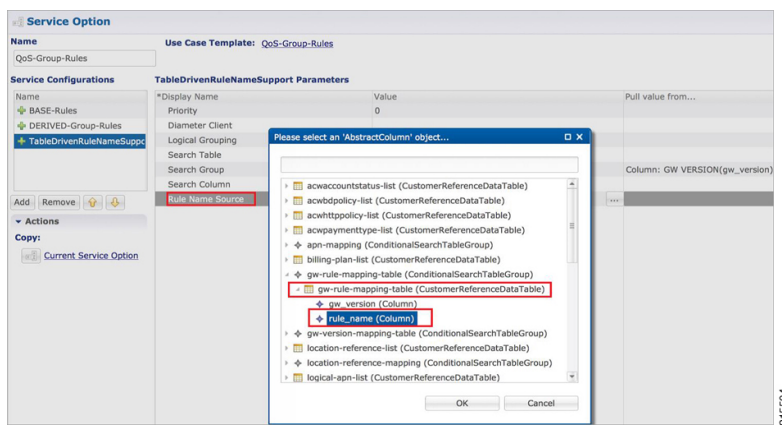 Service Option
Name
Use Case Template: QoS-Group-Rules
QoS-Group-Rules
Service Configurations
TableDrivenRuleNameSupport Parameters
Name
*Display Name
Value
Pull value from...
BASE-Rules
Priority
0
DERIVED-Group-Rules
Diameter Client
TableDrivenRuleNameSuppo
Logical Grouping
Search Table
Search Group
Column: GW VERSION(gw_version)
Search Column
Rule Name Source
...
Add
Remove
Actions
Copy:
Current Service Option
Please select an 'AbstractColumn' object...
acwaccountstatus-list (CustomerReferenceDataTable)
acwbdpolicy-list (CustomerReferenceDataTable)
acwhttppolicy-list (CustomerReferenceDataTable)
acwpaymenttype-list (CustomerReferenceDataTable)
apn-mapping (ConditionalSearchTableGroup)
billing-plan-list (CustomerReferenceDataTable)
gw-rule-mapping-table (ConditionalSearchTableGroup)
gw-rule-mapping-table (CustomerReferenceDataTable)
gw_version (Column)
rule_name (Column)
gw-version-mapping-table (ConditionalSearchTableGroup)
location-reference-list (CustomerReferenceDataTable)
location-reference-mapping (ConditionalSearchTableGroup)
logical-apn-list (CustomerReferenceDataTable)
OK
Cancel